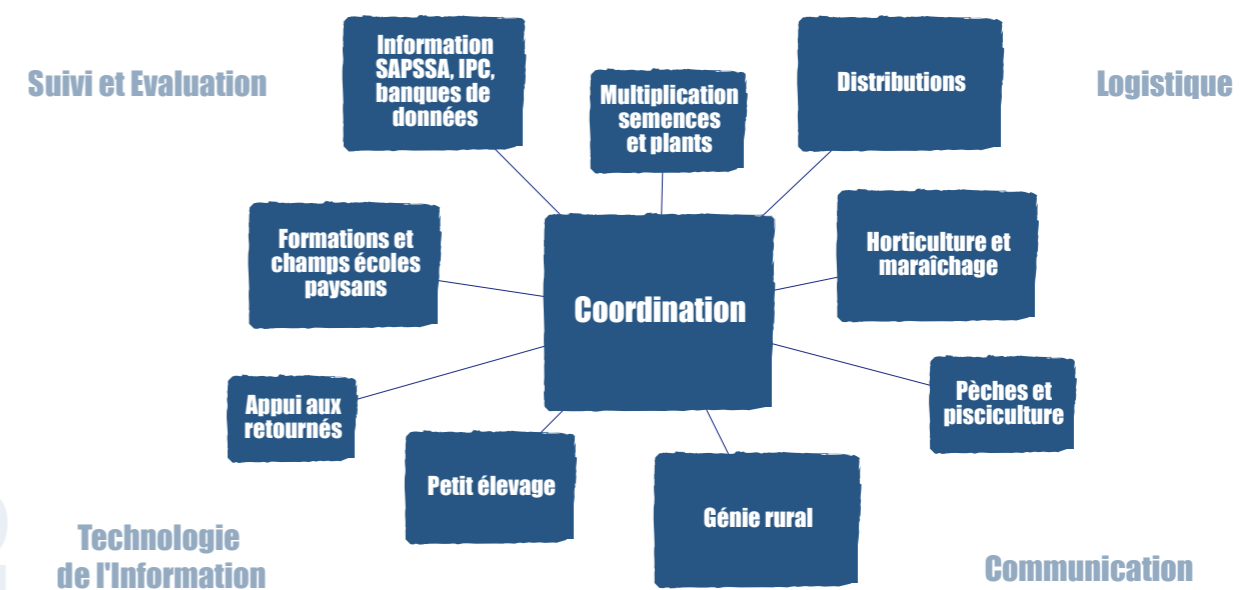 Suivi et Evaluation
Information
SAPSSA, IPC,
banques de
données
Multiplication
semences
et plants
Distributions
Logistique
Formations et
champs écoles
paysans
Coordination
Horticulture et
maraîchage
Appui aux
retournés
Pèches et
pisciculture
Petit élevage
Génie rural
Technologie
de l'Information
Communication